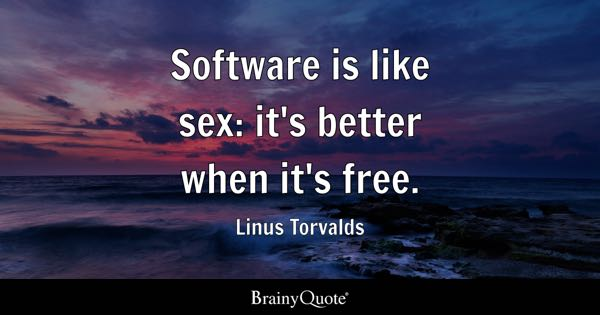 Software is like
sex: it's better
when it's free.
Linus Torvalds
BrainyQuote®